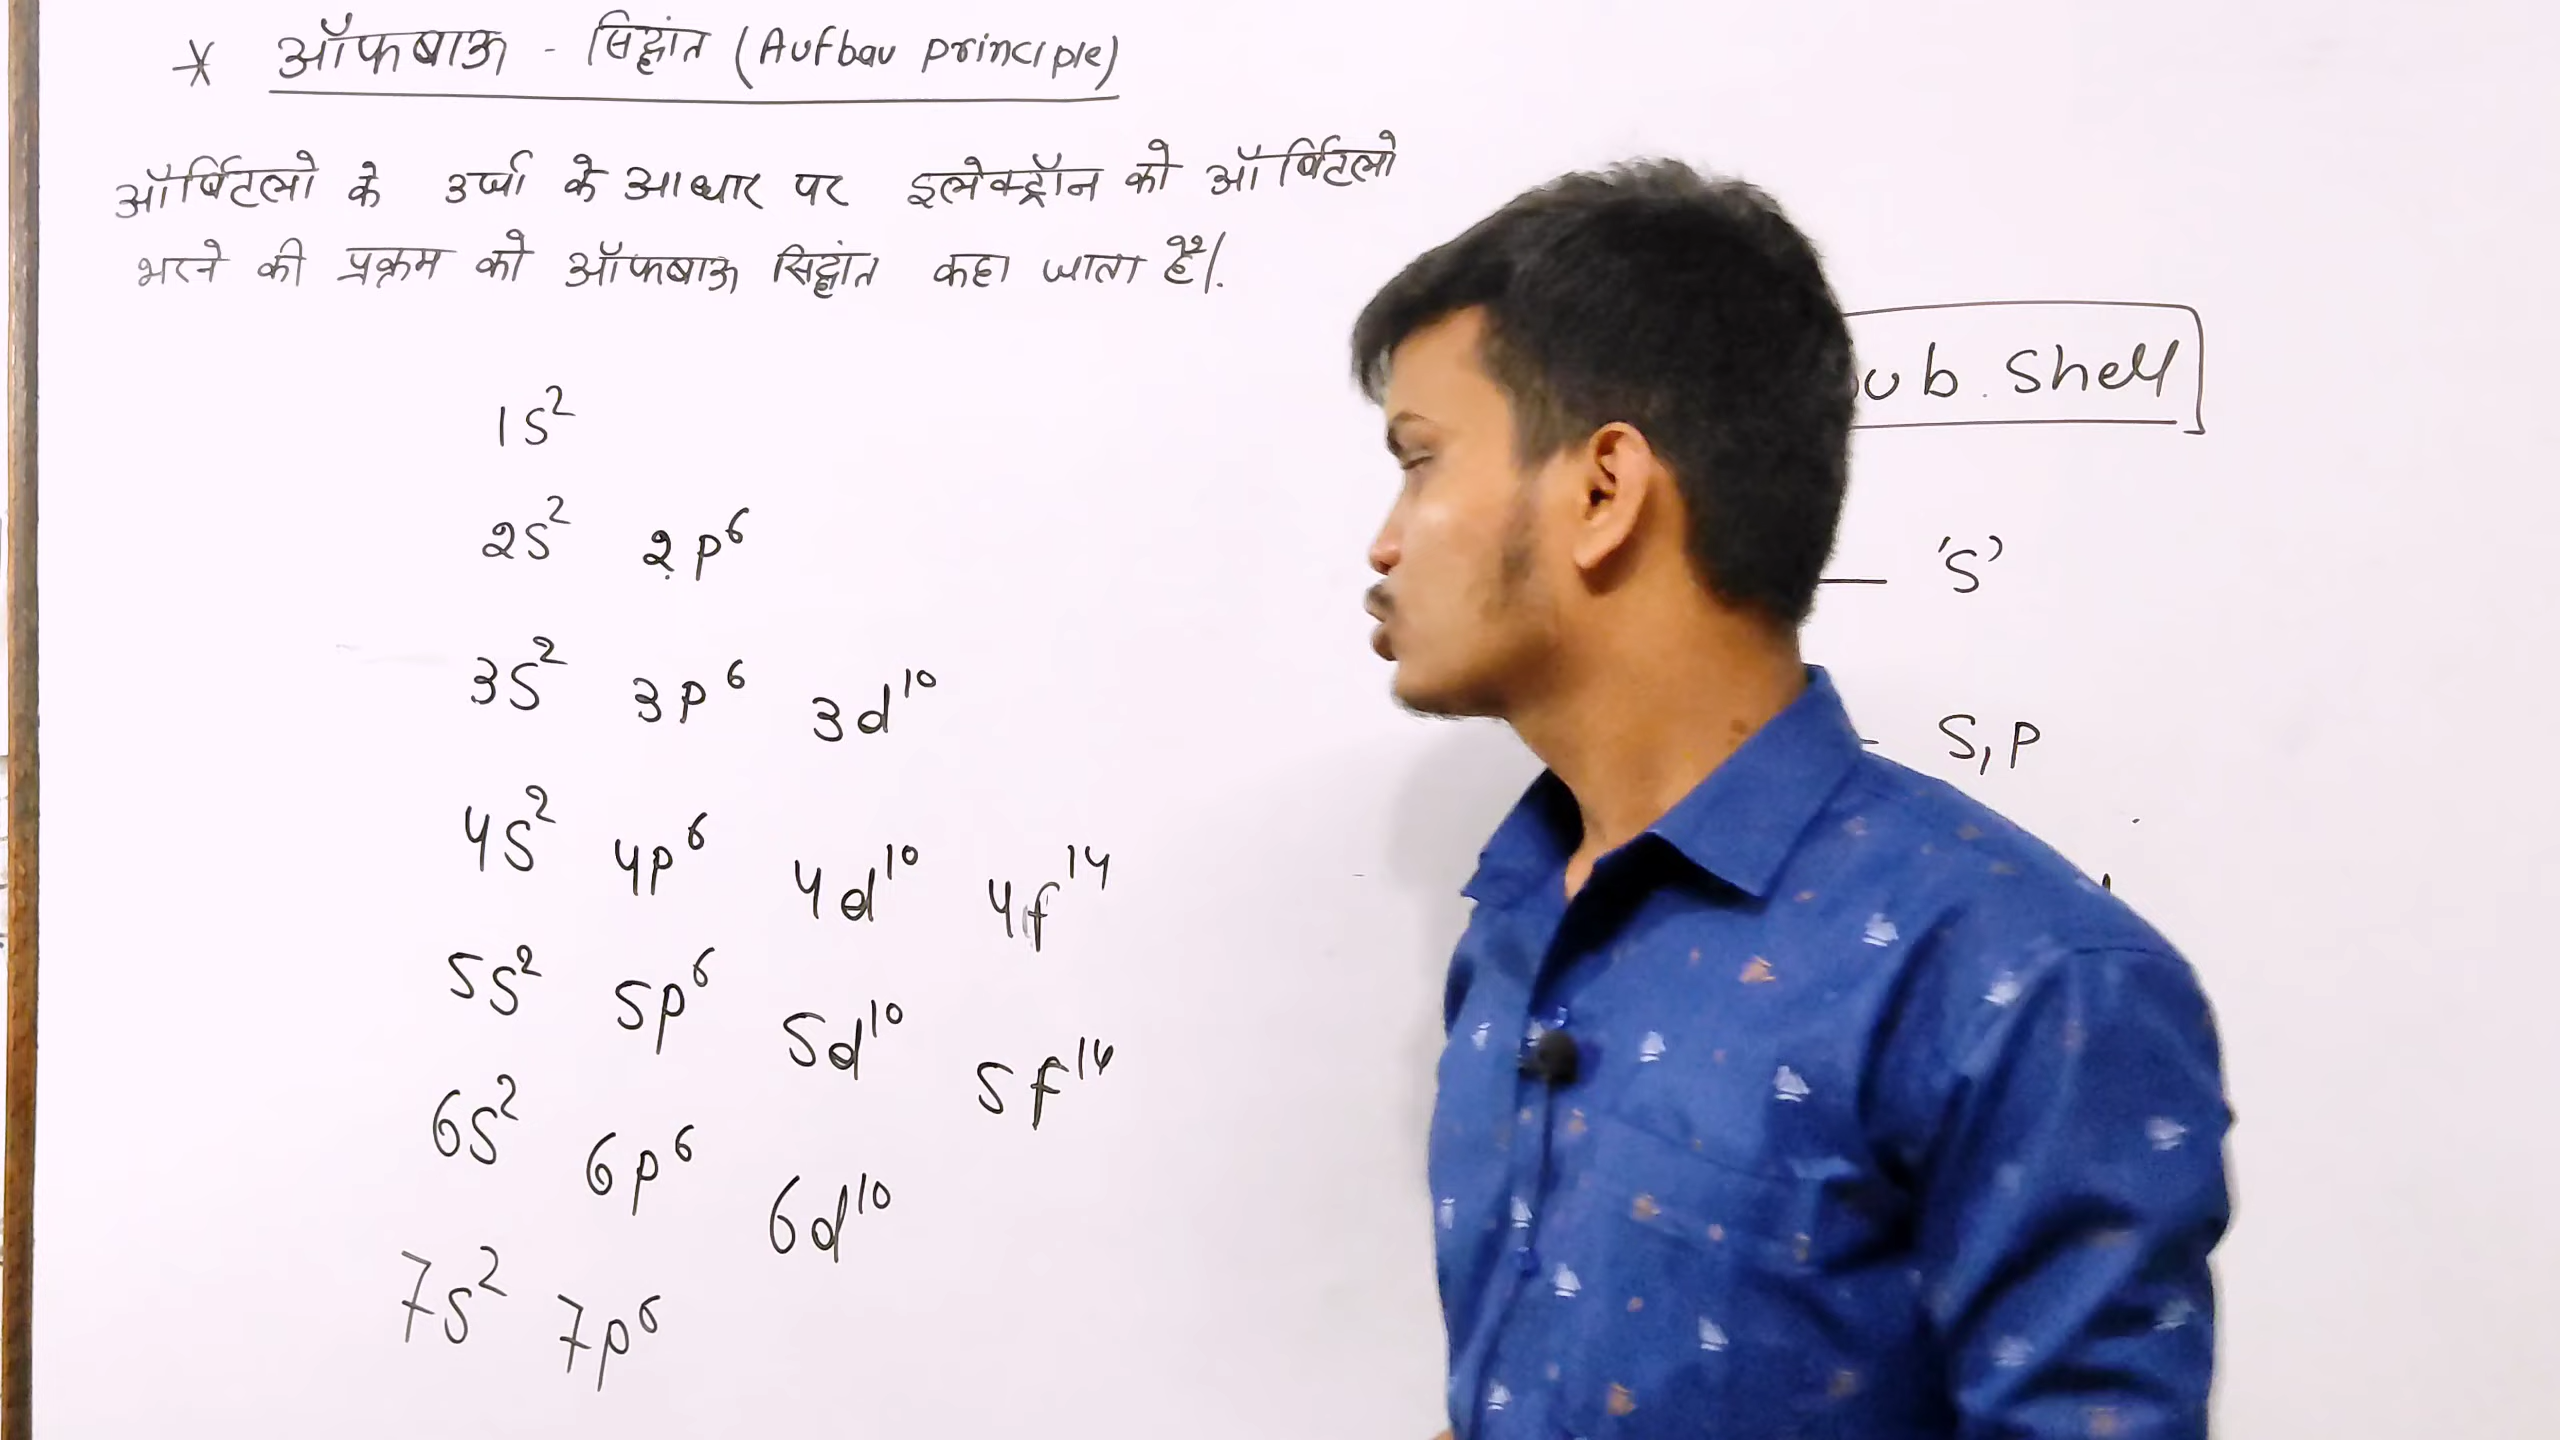 * ऑफबाऊ - सिद्धांत (Aufbau principle)
ऑर्बिटलो के उर्जा के आधार पर इलेक्ट्रॉन को ऑर्बिटलो
भरने की प्रक्रम को ऑफबाऊ सिद्धांत कहा जाता है।
ub. Shell
1s²
2s² 2p⁶
's'
3s² 3p⁶ 3d¹⁰
S, P
4s² 4p⁶ 4d¹⁰ 4f¹⁴
5s² 5p⁶ 5d¹⁰ 5f¹⁴
6s² 6p⁶ 6d¹⁰
7s² 7p⁶